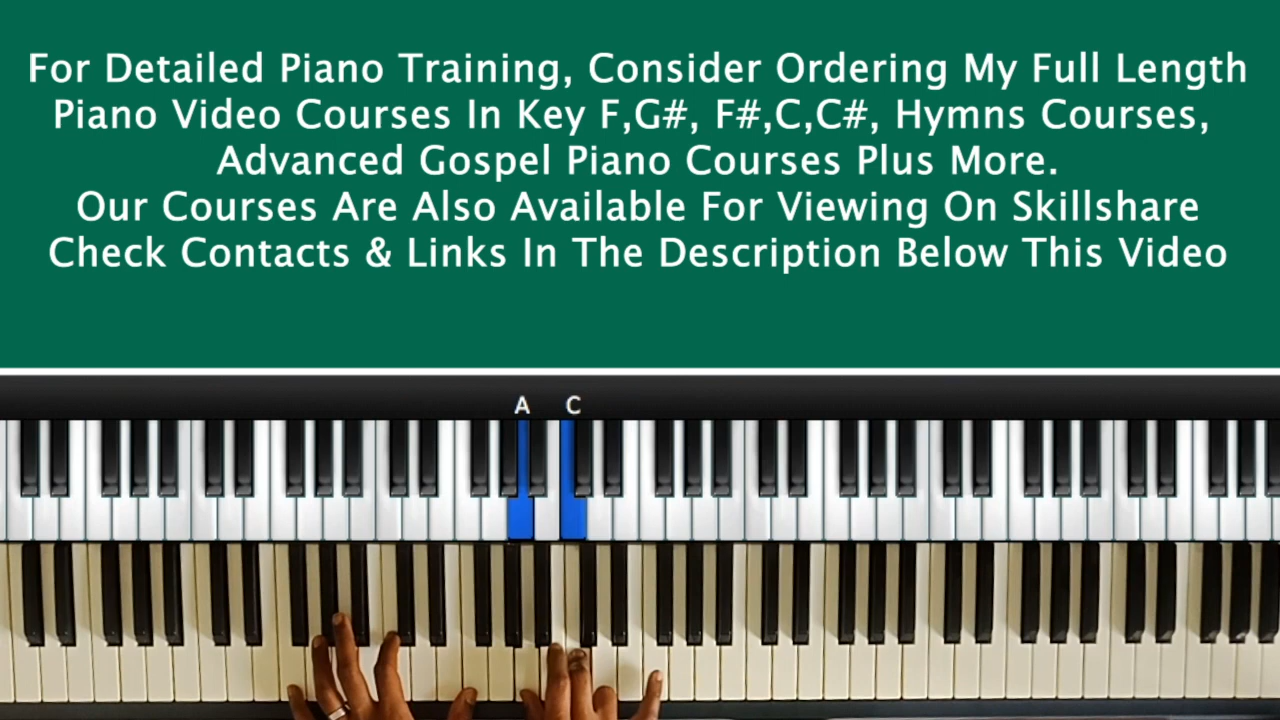 For Detailed Piano Training, Consider Ordering My Full Length
Piano Video Courses In Key F,G#, F#,C,C#, Hymns Courses,
Advanced Gospel Piano Courses Plus More.
Our Courses Are Also Available For Viewing On Skillshare
Check Contacts & Links In The Description Below This Video
A C